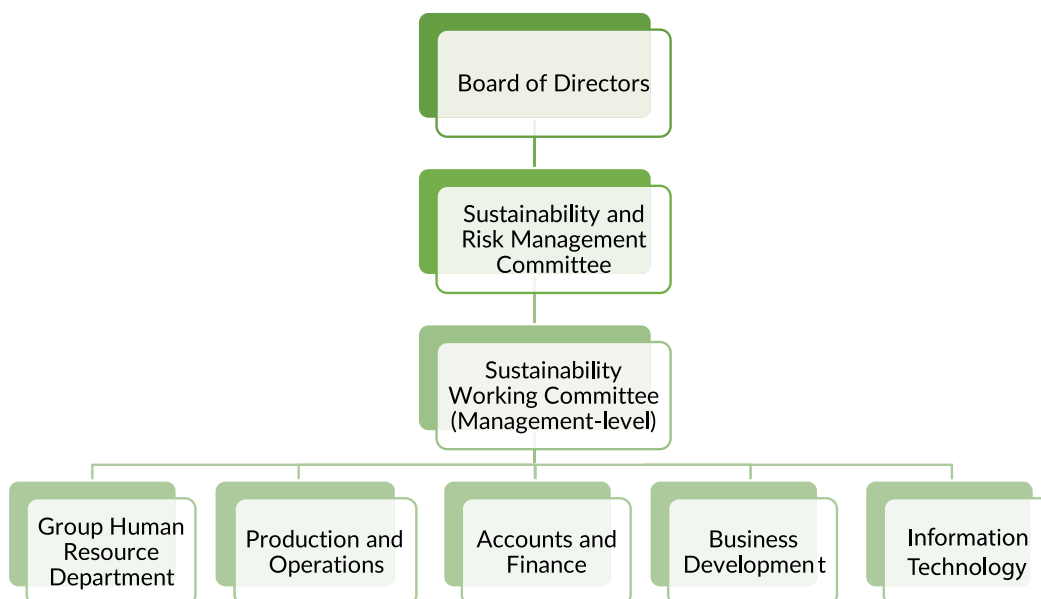 Board of Directors
Sustainability and
Risk Management
Committee
Sustainability
Working Committee
(Management-level)
Group Human
Resource
Department
Production and
Operations
Accounts and
Finance
Business
Development
Information
Technology